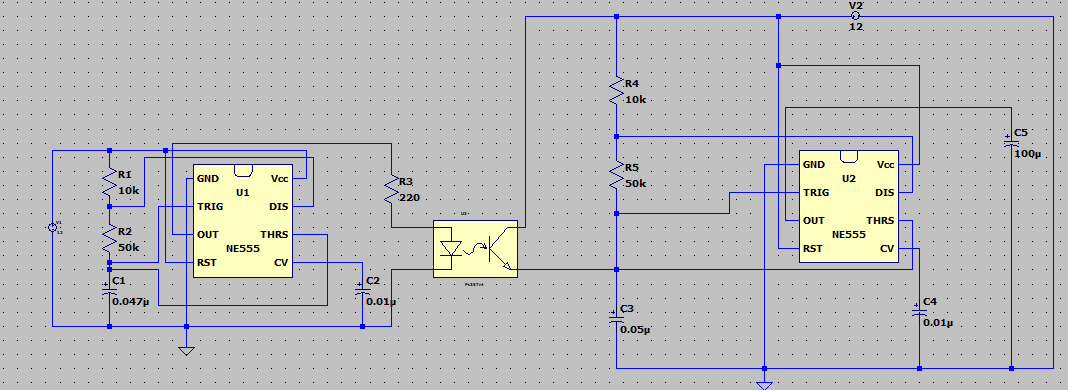 V2
12
R4
10k
C5
100µ
R1
10k
GND
Vcc
U1
TRIG
DIS
OUT
THRS
NE555
RST
CV
R2
50k
C1
0.047µ
C2
0.01µ
R3
220
V1
R5
50k
GND
Vcc
U2
TRIG
DIS
OUT
THRS
NE555
RST
CV
C3
0.05µ
C4
0.01µ